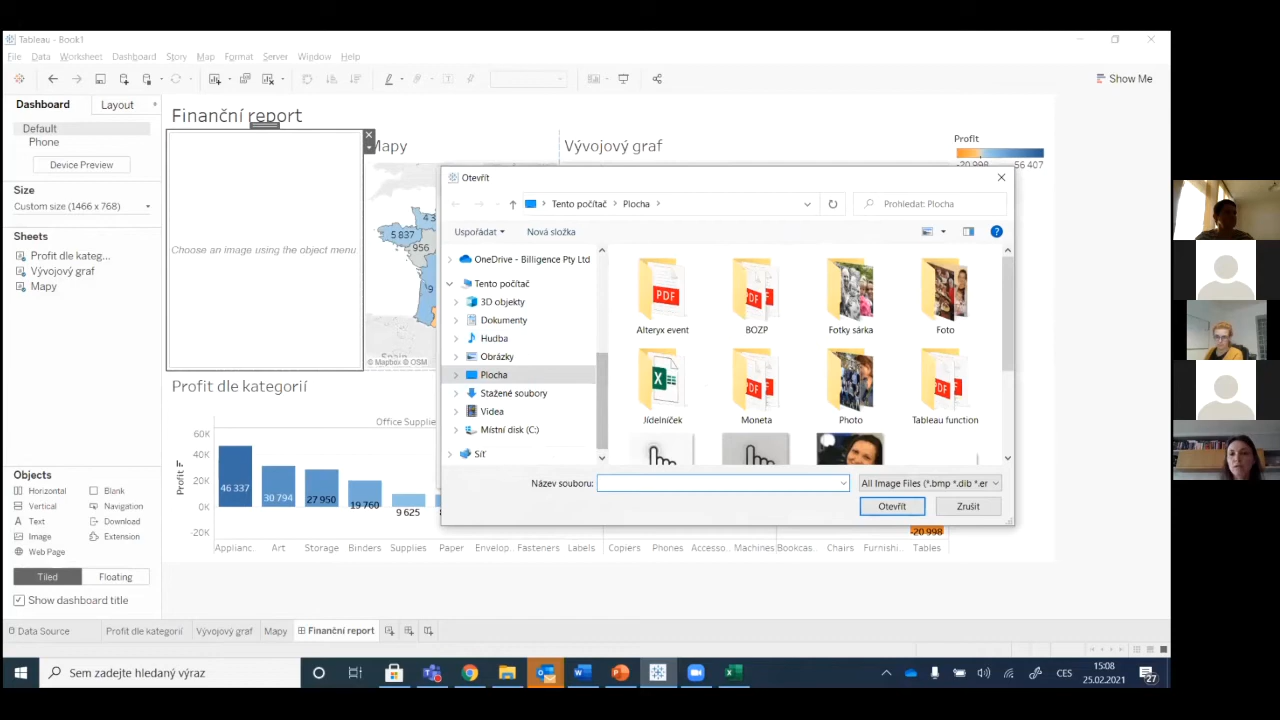 Tableau - Book1
File Data Worksheet Dashboard Story Map Format Server Window Help
Show Me
Dashboard Layout
Default
Phone
Device Preview
Size
Custom size (1466 x 768)
Sheets
Profit dle kateg...
Vývojový graf
Mapy
Objects
Horizontal Blank
Vertical Navigation
Text Download
Image Extension
Web Page
Tiled Floating
Show dashboard title
Finanční report
Choose an image using the object menu
Mapy
Vývojový graf
Profit
-20 998 56 407
5 837
956
© Mapbox © OSM
Profit dle kategorií
Office Supplie
Profit
60K
40K
20K
0K
-20K
46 337
30 794
27 950
19 760
9 625
-20 998
Applianc.. Art Storage Binders Supplies Paper Envelop.. Fasteners Labels Copiers Phones Accesso.. Machines Bookcas.. Chairs Furnishi.. Tables
Otevřít
Tento počítač Plocha
Prohledat: Plocha
Uspořádat Nová složka
OneDrive - Billigence Pty Ltd
Tento počítač
3D objekty
Dokumenty
Hudba
Obrázky
Plocha
Stažené soubory
Videa
Místní disk (C:)
Síť
PDF
Alteryx event
PDF
BOZP
Fotky sárka
Foto
Jídelníček
PDF
Moneta
Photo
PDF
Tableau function
Název souboru:
All Image Files (*.bmp *.dib *.er
Otevřít Zrušit
Data Source Profit dle kategorií Vývojový graf Mapy Finanční report
Sem zadejte hledaný výraz
CES
15:08
25.02.2021
27